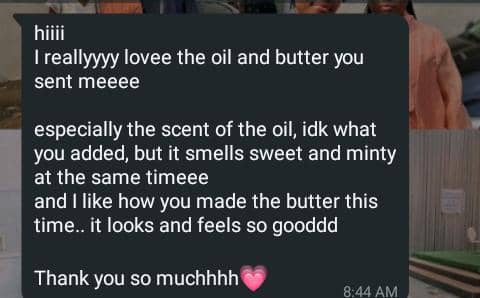 hiiii
I reallyyyy lovee the oil and butter you
sent meeee
especially the scent of the oil, idk what
you added, but it smells sweet and minty
at the same timeee
and I like how you made the butter this
time.. it looks and feels so gooddd
Thank you so muchhhh💗
8:44 AM